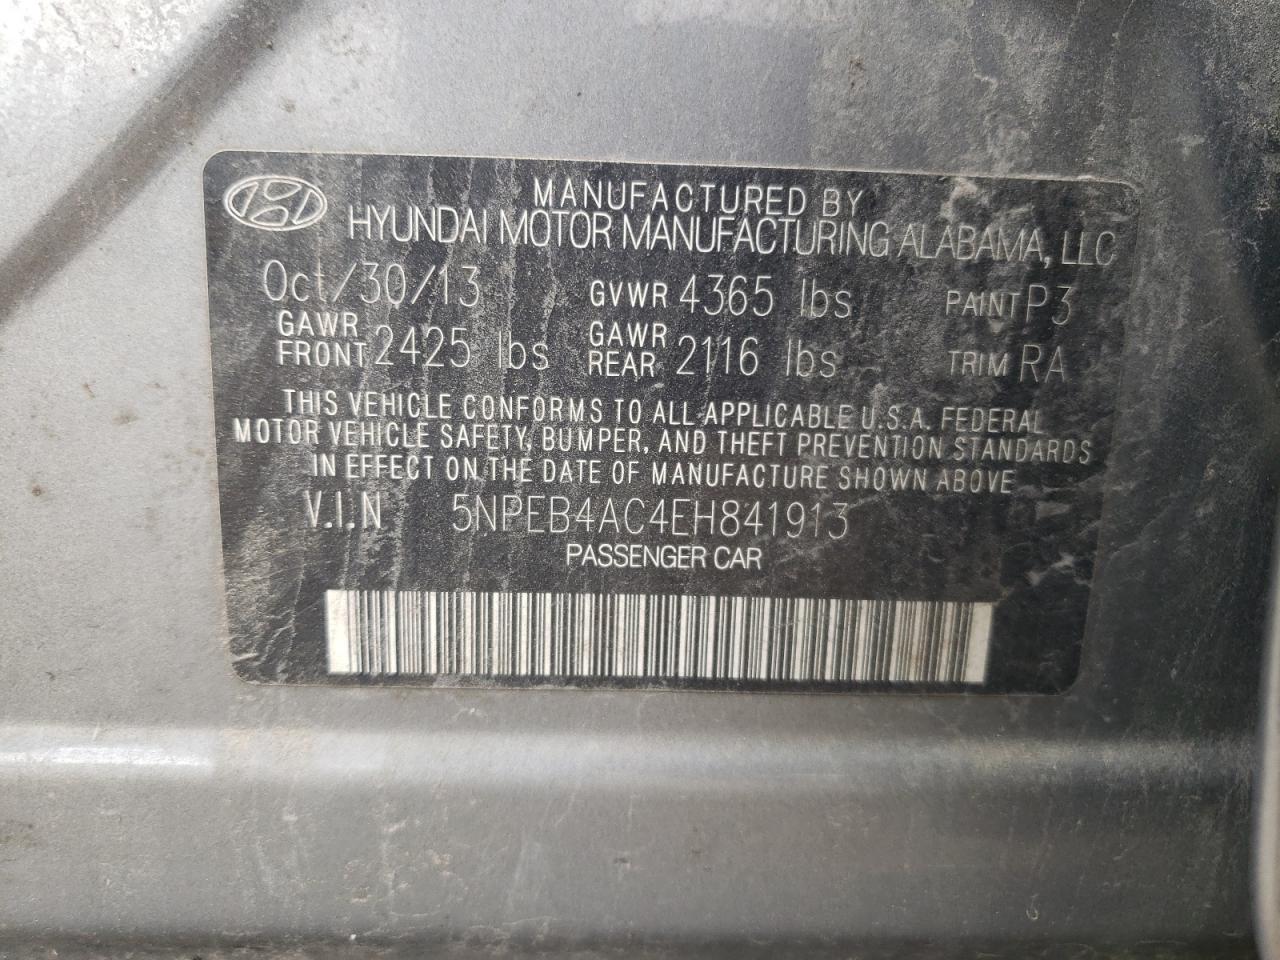 MANUFACTURED BY
HYUNDAI MOTOR MANUFACTURING ALABAMA, LLC
Oct/30/13 GVWR 4365 lbs PAINT P3
GAWR FRONT 2425 lbs GAWR REAR 2116 lbs TRIM RA
THIS VEHICLE CONFORMS TO ALL APPLICABLE U.S.A. FEDERAL
MOTOR VEHICLE SAFETY, BUMPER, AND THEFT PREVENTION STANDARDS
IN EFFECT ON THE DATE OF MANUFACTURE SHOWN ABOVE
V.I.N 5NPEB4AC4EH841913
PASSENGER CAR